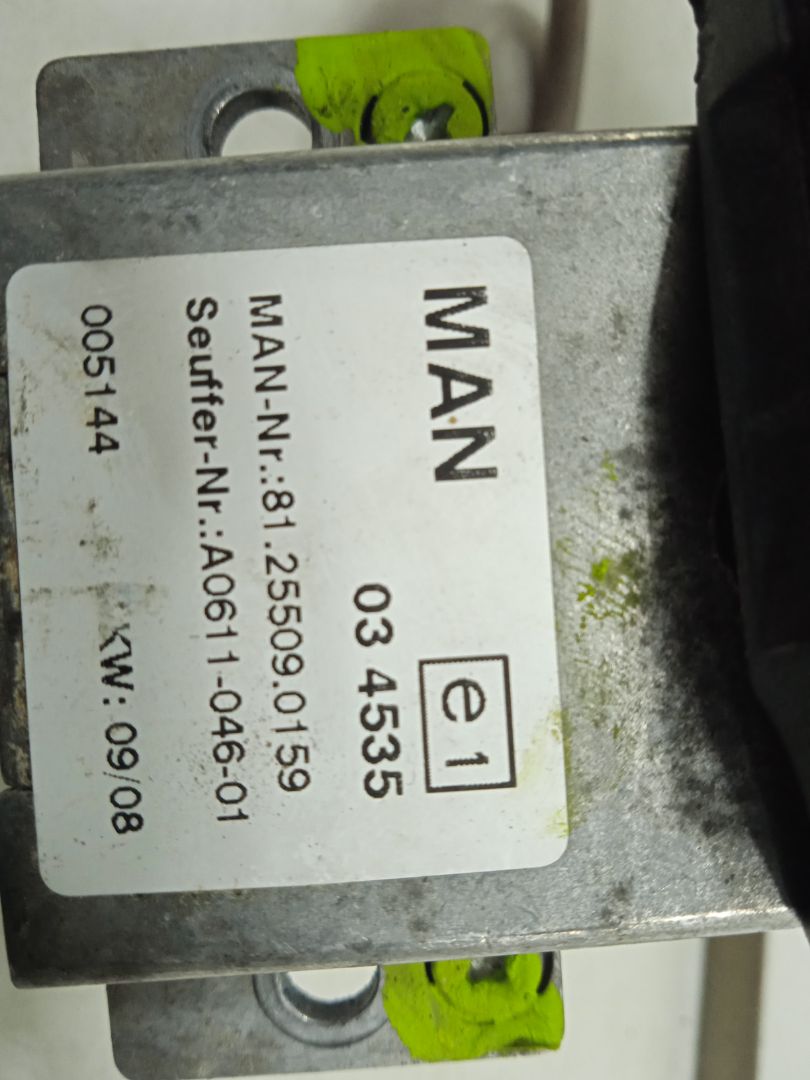 MAN
e1
03 4535
MAN-Nr.:81.25509.0159
Seuffer-Nr.:A0611-046-01
005144 KW: 09/08